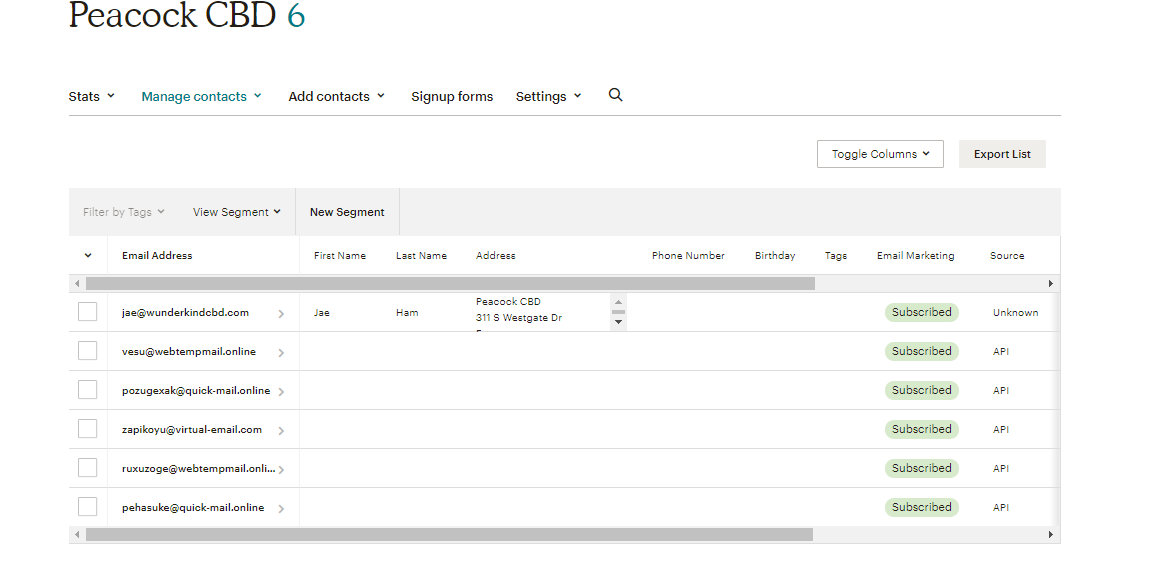 Peacock CBD 6
Stats Manage contacts Add contacts Signup forms Settings
Toggle Columns Export List
Filter by Tags View Segment New Segment
Email Address First Name Last Name Address Phone Number Birthday Tags Email Marketing Source
jae@wunderkindcbd.com Jae Ham Peacock CBD Subscribed Unknown
311 S Westgate Dr
vesu@webtempmail.online Subscribed API
pozugexak@quick-mail.online Subscribed API
zapikoyu@virtual-email.com Subscribed API
ruxuzoge@webtempmail.onli... Subscribed API
pehasuke@quick-mail.online Subscribed API